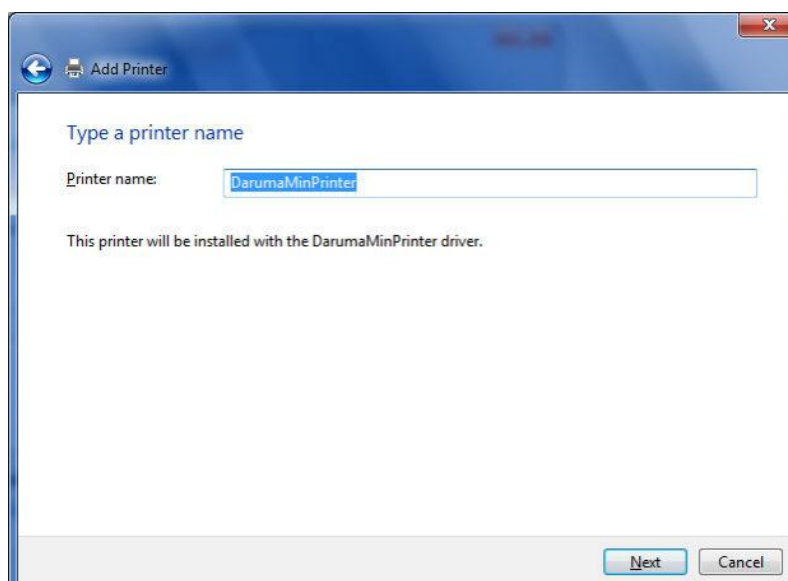 Add Printer
Type a printer name
Printer name: DarumaMinPrinter
This printer will be installed with the DarumaMinPrinter driver.
Next Cancel